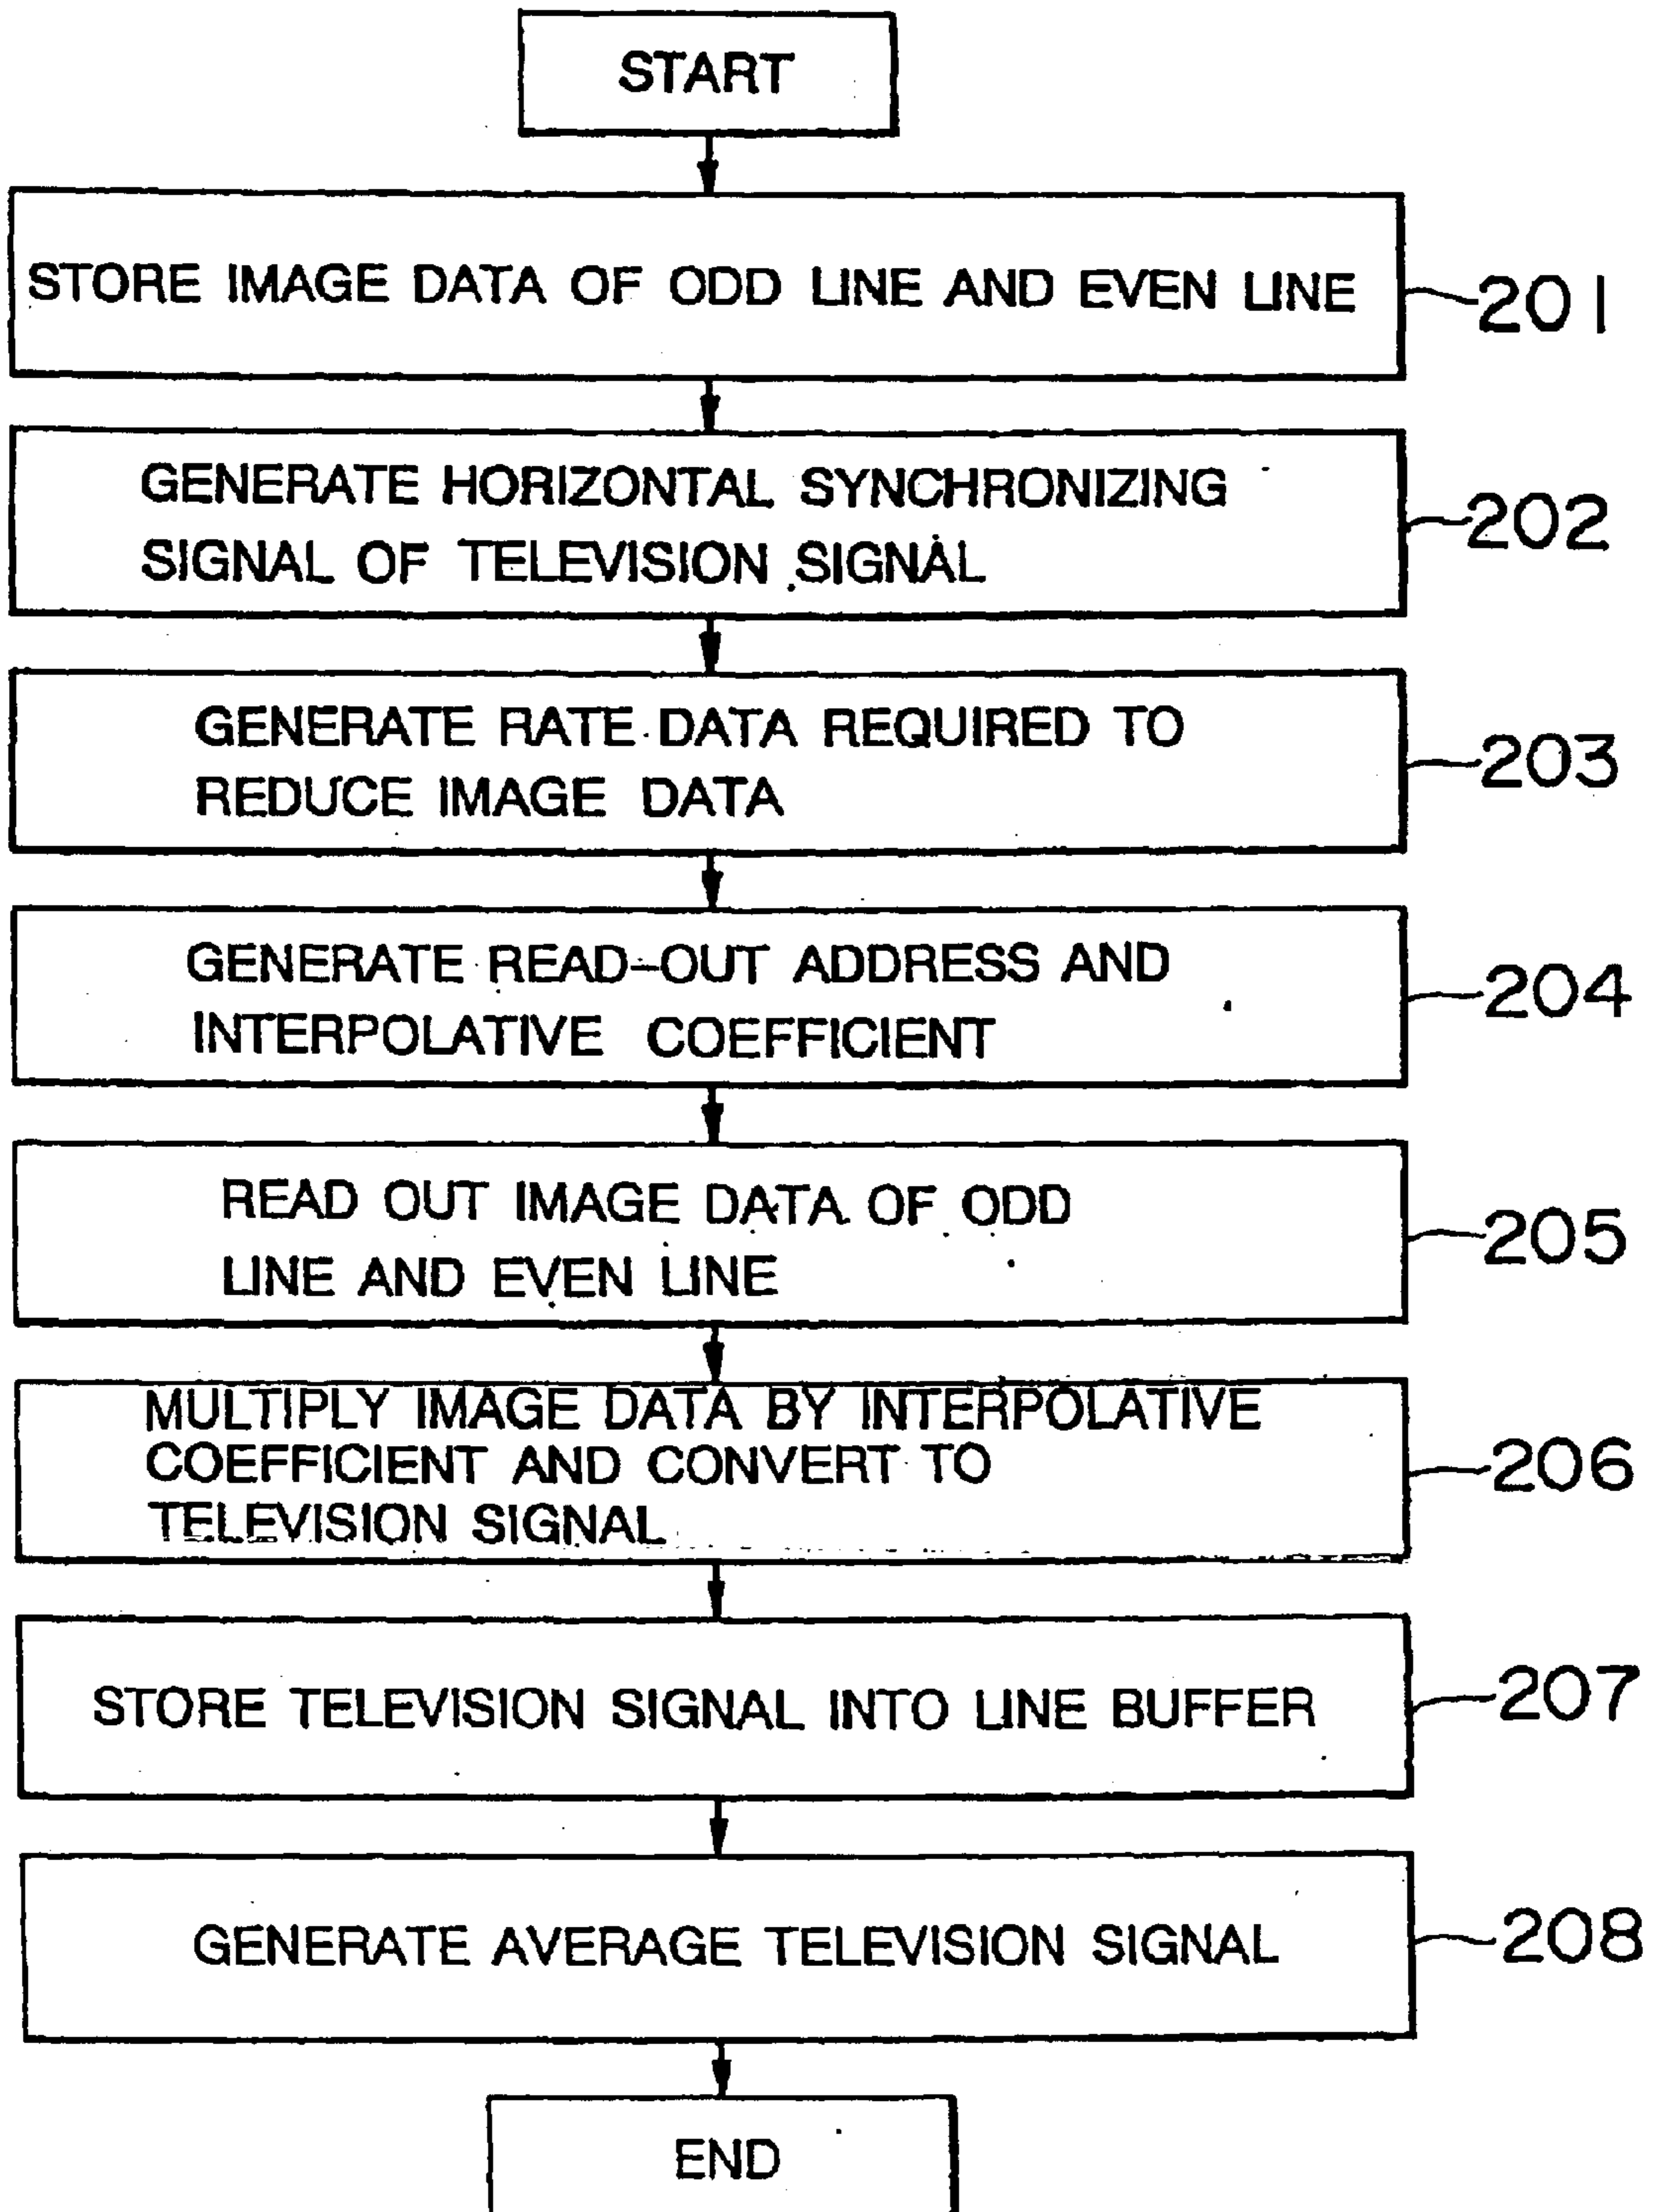 START
STORE IMAGE DATA OF ODD LINE AND EVEN LINE
201
GENERATE HORIZONTAL SYNCHRONIZING
SIGNAL OF TELEVISION SIGNAL
202
GENERATE RATE DATA REQUIRED TO
REDUCE IMAGE DATA
203
GENERATE READ-OUT ADDRESS AND
INTERPOLATIVE COEFFICIENT
204
READ OUT IMAGE DATA OF ODD
LINE AND EVEN LINE
205
MULTIPLY IMAGE DATA BY INTERPOLATIVE
COEFFICIENT AND CONVERT TO
TELEVISION SIGNAL
206
STORE TELEVISION SIGNAL INTO LINE BUFFER
207
GENERATE AVERAGE TELEVISION SIGNAL
208
END